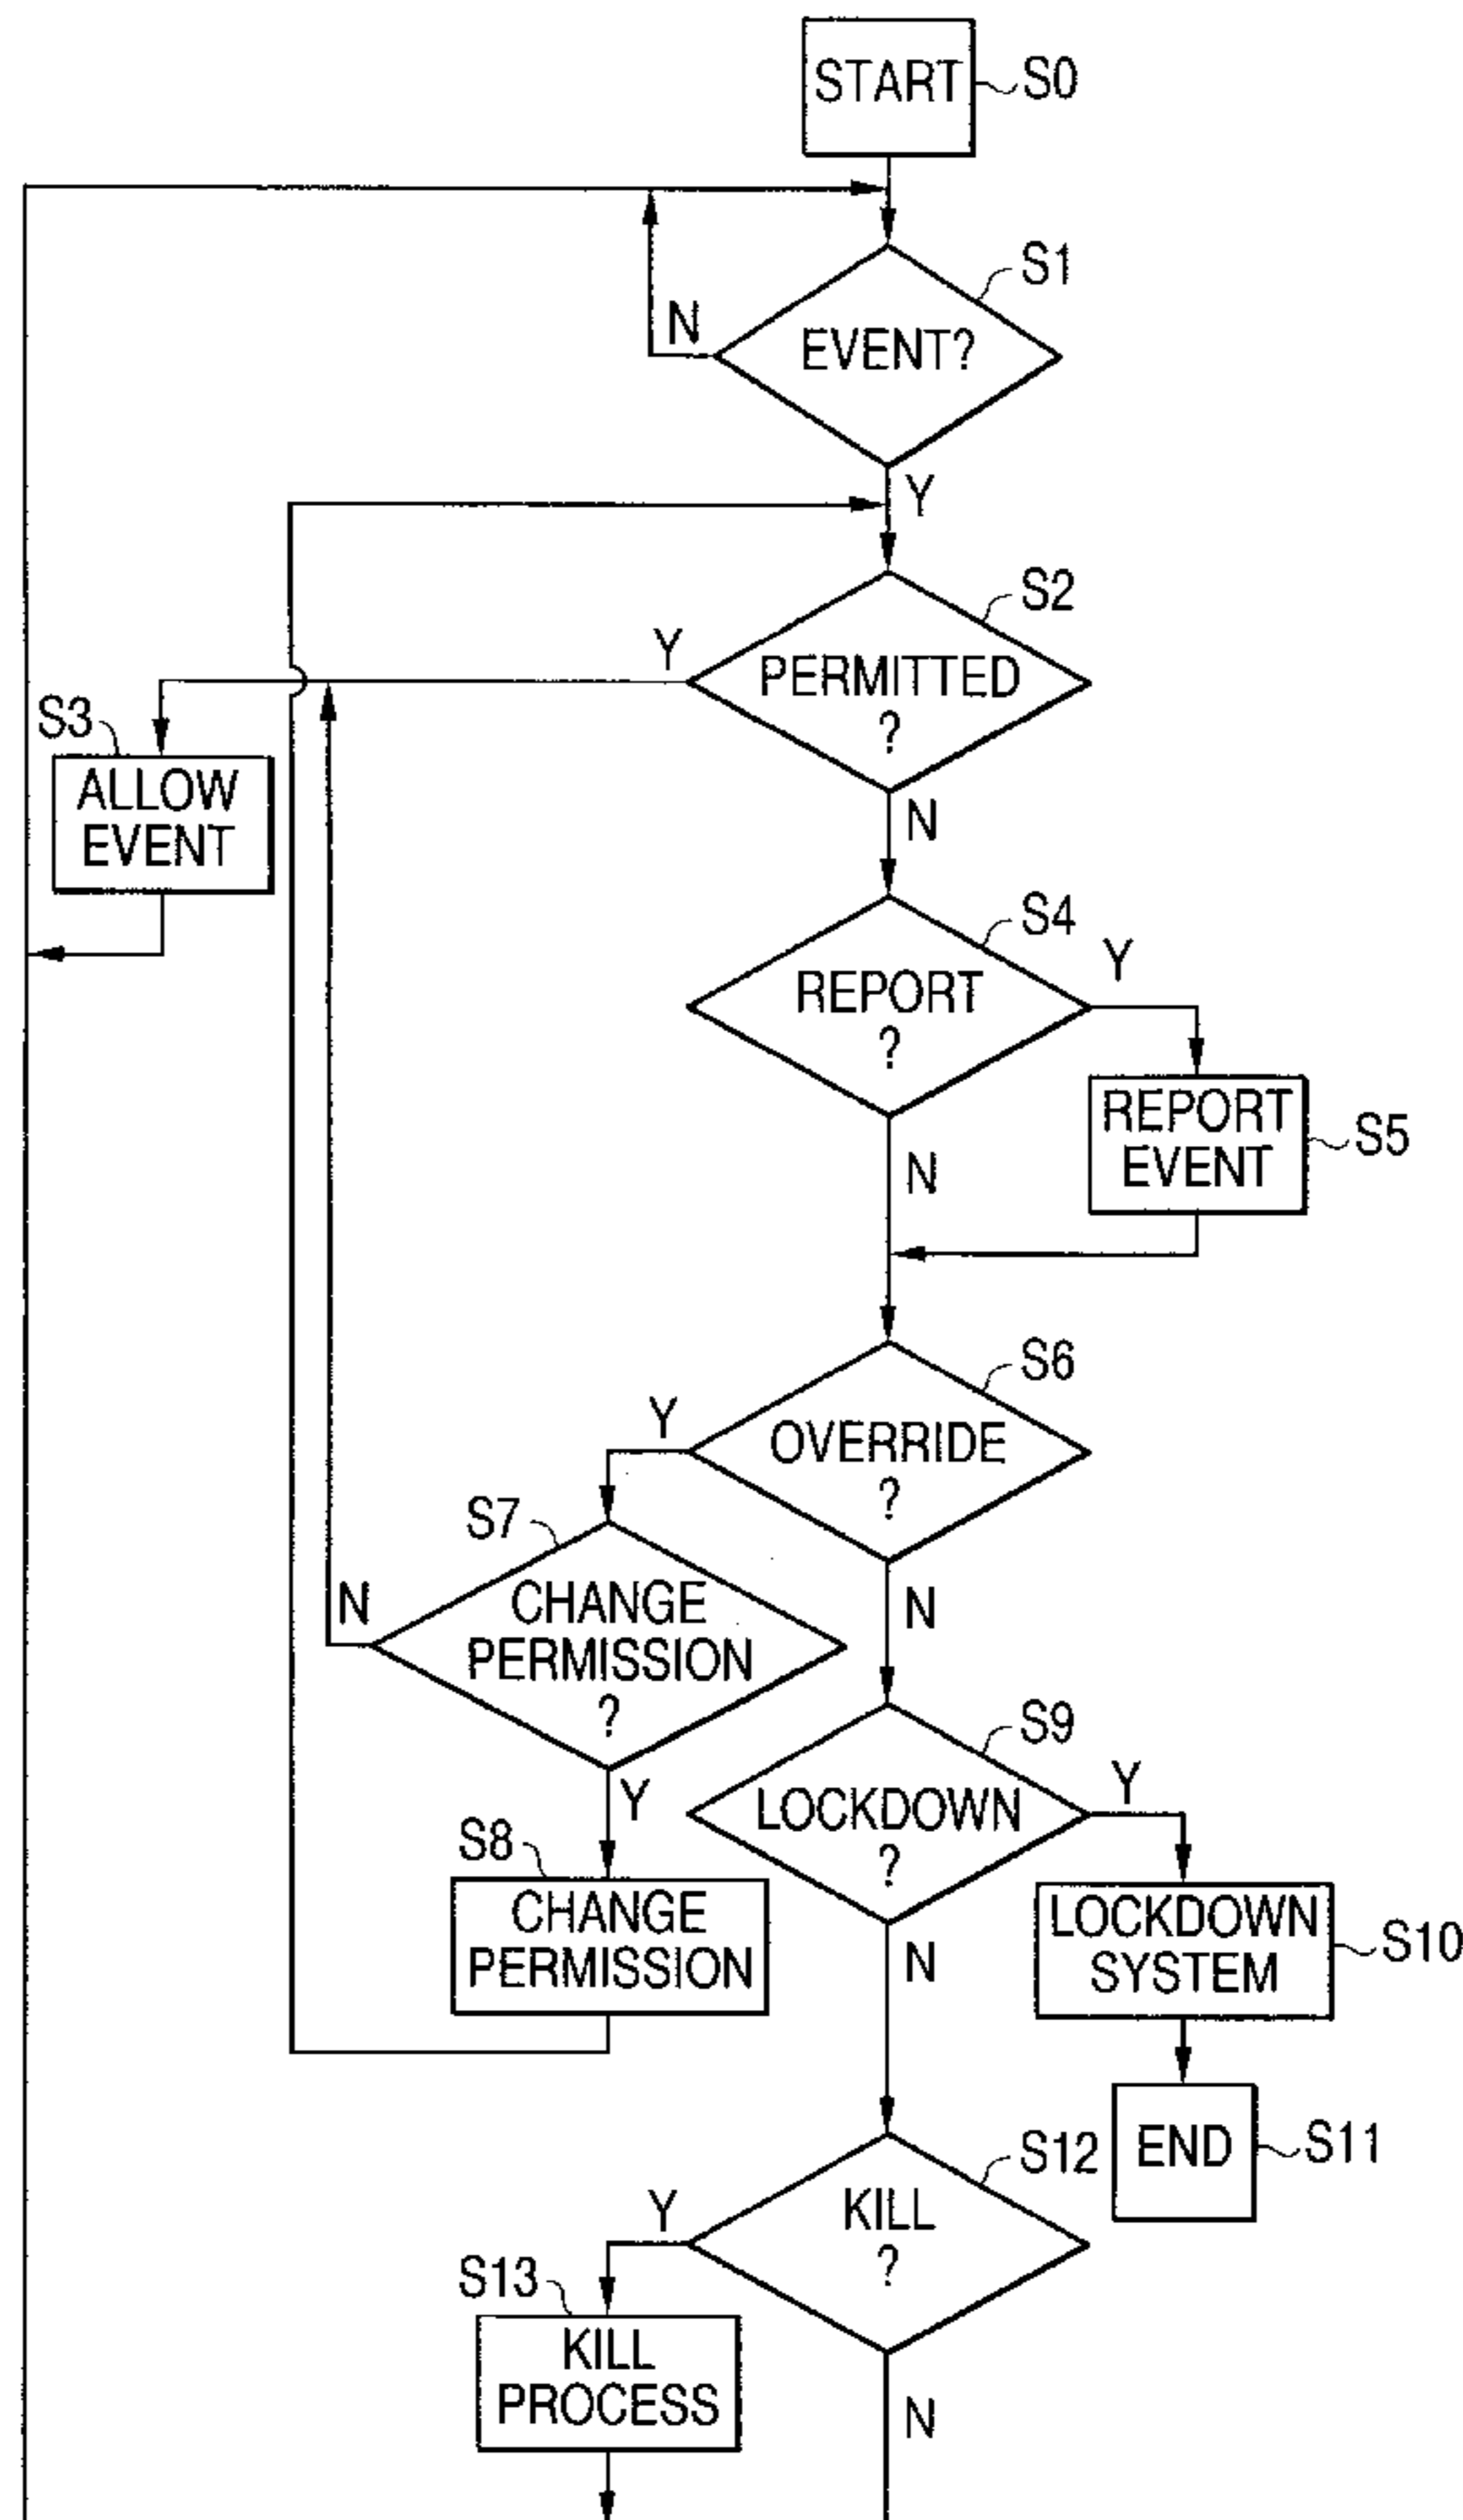 START
S0
S1
N
EVENT?
Y
S2
Y
PERMITTED
?
S3
ALLOW
EVENT
N
S4
Y
REPORT
?
REPORT
EVENT
S5
N
S6
Y
OVERRIDE
?
S7
N
CHANGE
PERMISSION
?
N
S9
Y
LOCKDOWN
?
Y
S8
CHANGE
PERMISSION
LOCKDOWN
SYSTEM
S10
N
END
S11
S12
Y
KILL
?
S13
KILL
PROCESS
N